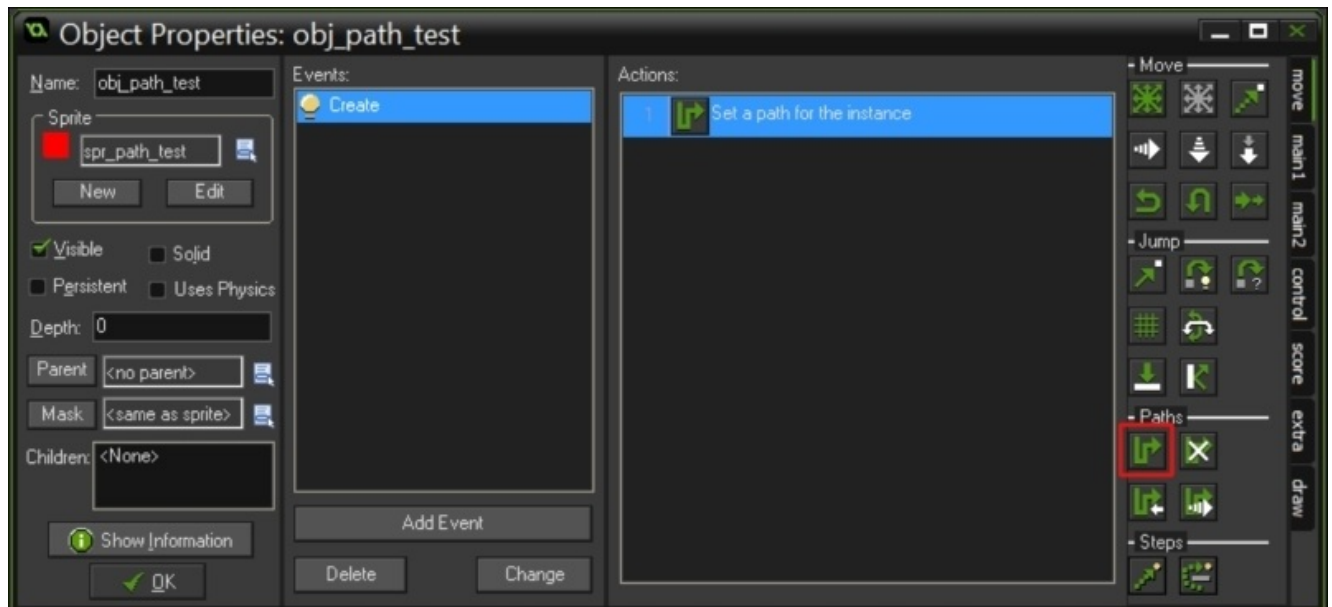 Object Properties: obj_path_test
Name: obj_path_test
Sprite
spr_path_test
New Edit
Visible Solid
Persistent Uses Physics
Depth: 0
Parent <no parent>
Mask <same as sprite>
Children: <None>
Show Information
OK
Events:
Create
Add Event
Delete Change
Actions:
1 Set a path for the instance
Move
Jump
?
Paths
Steps
move
main1
main2
control
score
extra
draw